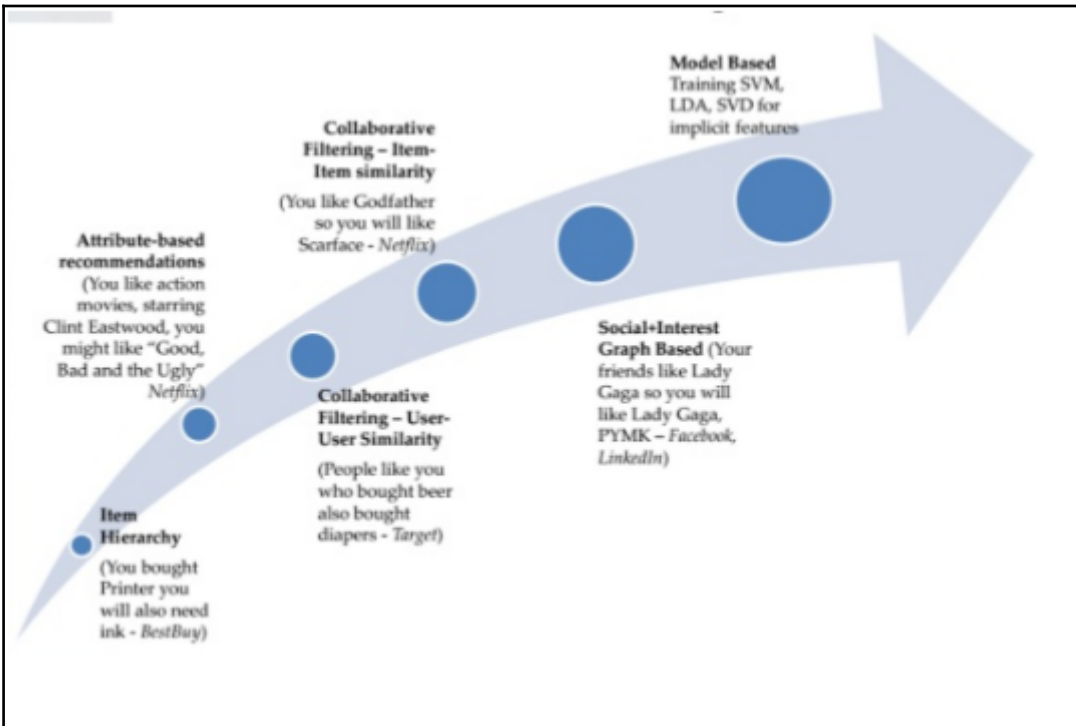 Model Based
Training SVM,
LDA, SVD for
implicit features
Collaborative
Filtering – Item-
Item similarity
(You like Godfather
so you will like
Scarface - Netflix)
Attribute-based
recommendations
(You like action
movies, starring
Clint Eastwood, you
might like “Good,
Bad and the Ugly”
Netflix)
Social+Interest
Graph Based (Your
friends like Lady
Gaga so you will
like Lady Gaga,
PYMK – Facebook,
LinkedIn)
Collaborative
Filtering – User-
User Similarity
(People like you
who bought beer
also bought
diapers - Target)
Item
Hierarchy
(You bought
Printer you
will also need
ink - BestBuy)